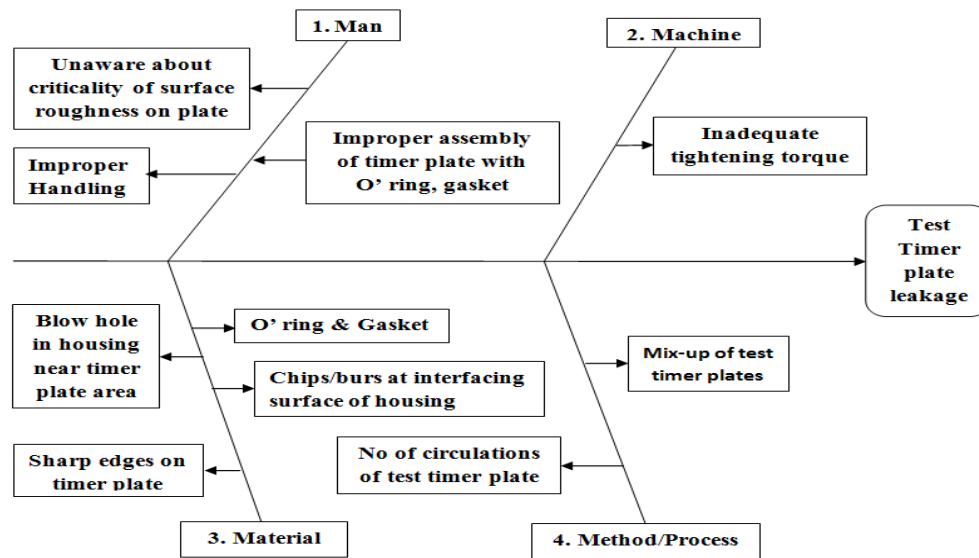 1. Man
2. Machine
Unaware about
criticality of surface
roughness on plate
Improper assembly
of timer plate with
O' ring, gasket
Improper
Handling
Inadequate
tightening torque
Test
Timer
plate
leakage
Blow hole
in housing
near timer
plate area
O' ring & Gasket
Chips/burs at interfacing
surface of housing
Mix-up of test
timer plates
Sharp edges on
timer plate
No of circulations
of test timer plate
3. Material
4. Method/Process